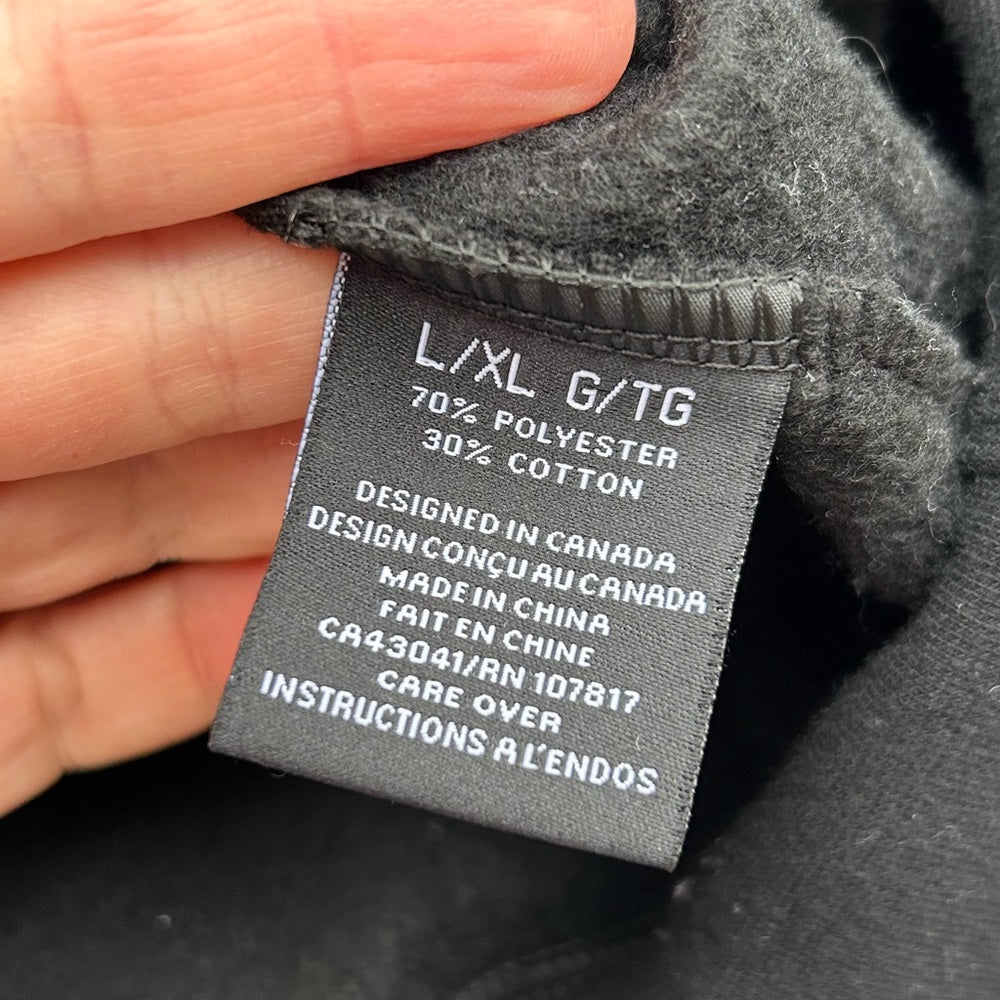 L/XL G/TG
70% POLYESTER
30% COTTON
DESIGNED IN CANADA
DESIGN CONÇU AU CANADA
MADE IN CHINA
FAIT EN CHINE
CA43041/RN 107817
CARE OVER
INSTRUCTIONS A L'ENDOS